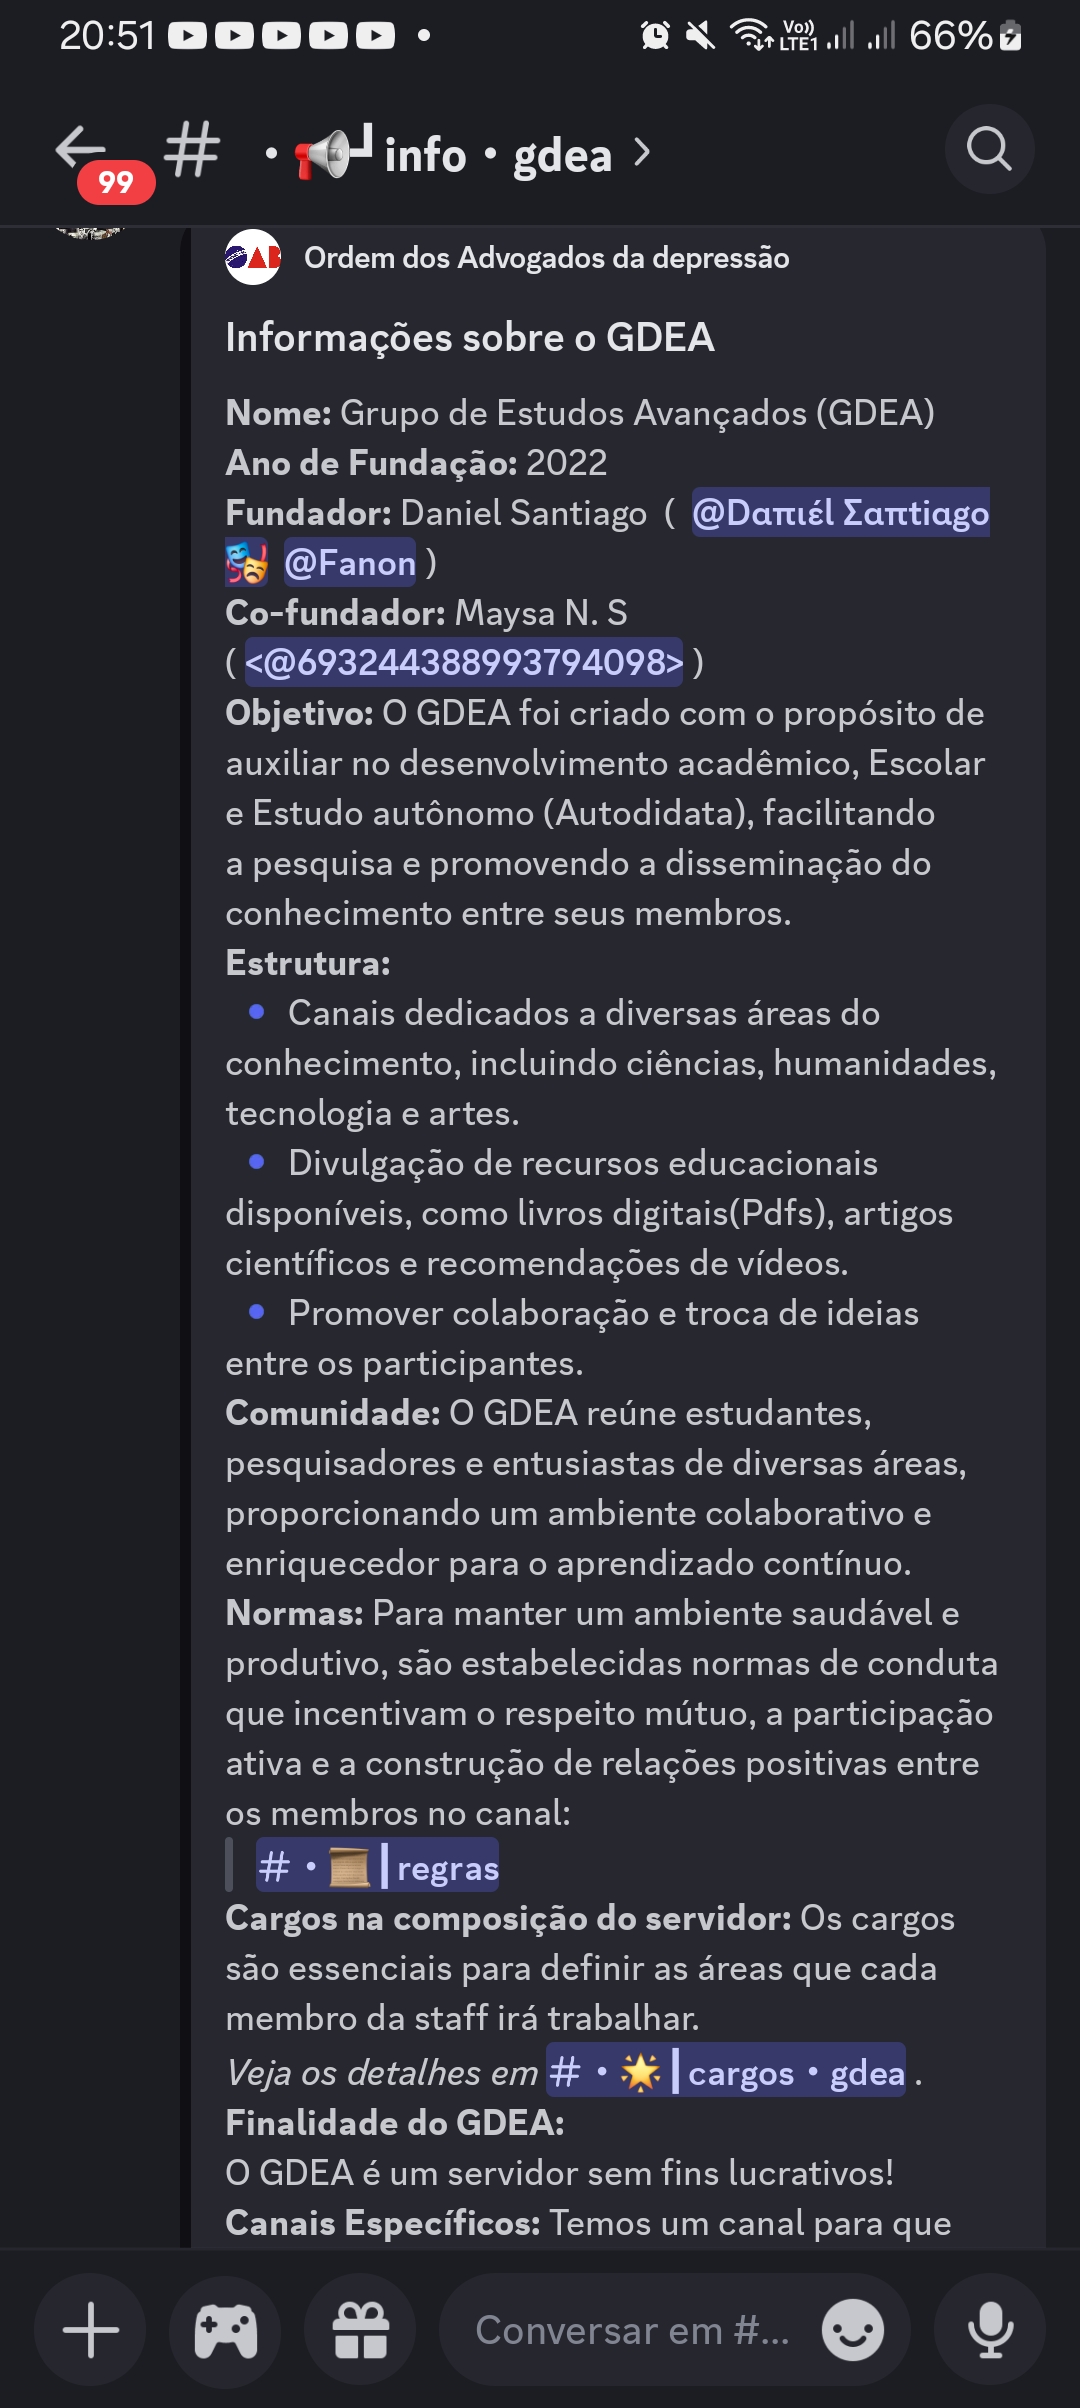 20:51
Vo)) LTE1 66%
99
# • 📢┘info • gdea
OAB Ordem dos Advogados da depressão
Informações sobre o GDEA
Nome: Grupo de Estudos Avançados (GDEA)
Ano de Fundação: 2022
Fundador: Daniel Santiago ( @Dαπιέl Σαπtiαgo
🎭 @Fanon )
Co-fundador: Maysa N. S
( <@693244388993794098> )
Objetivo: O GDEA foi criado com o propósito de
auxiliar no desenvolvimento acadêmico, Escolar
e Estudo autônomo (Autodidata), facilitando
a pesquisa e promovendo a disseminação do
conhecimento entre seus membros.
Estrutura:
• Canais dedicados a diversas áreas do
conhecimento, incluindo ciências, humanidades,
tecnologia e artes.
• Divulgação de recursos educacionais
disponíveis, como livros digitais(Pdfs), artigos
científicos e recomendações de vídeos.
• Promover colaboração e troca de ideias
entre os participantes.
Comunidade: O GDEA reúne estudantes,
pesquisadores e entusiastas de diversas áreas,
proporcionando um ambiente colaborativo e
enriquecedor para o aprendizado contínuo.
Normas: Para manter um ambiente saudável e
produtivo, são estabelecidas normas de conduta
que incentivam o respeito mútuo, a participação
ativa e a construção de relações positivas entre
os membros no canal:
# • 📜┃regras
Cargos na composição do servidor: Os cargos
são essenciais para definir as áreas que cada
membro da staff irá trabalhar.
Veja os detalhes em # • 🌟┃cargos • gdea .
Finalidade do GDEA:
O GDEA é um servidor sem fins lucrativos!
Canais Específicos: Temos um canal para que
Conversar em #...